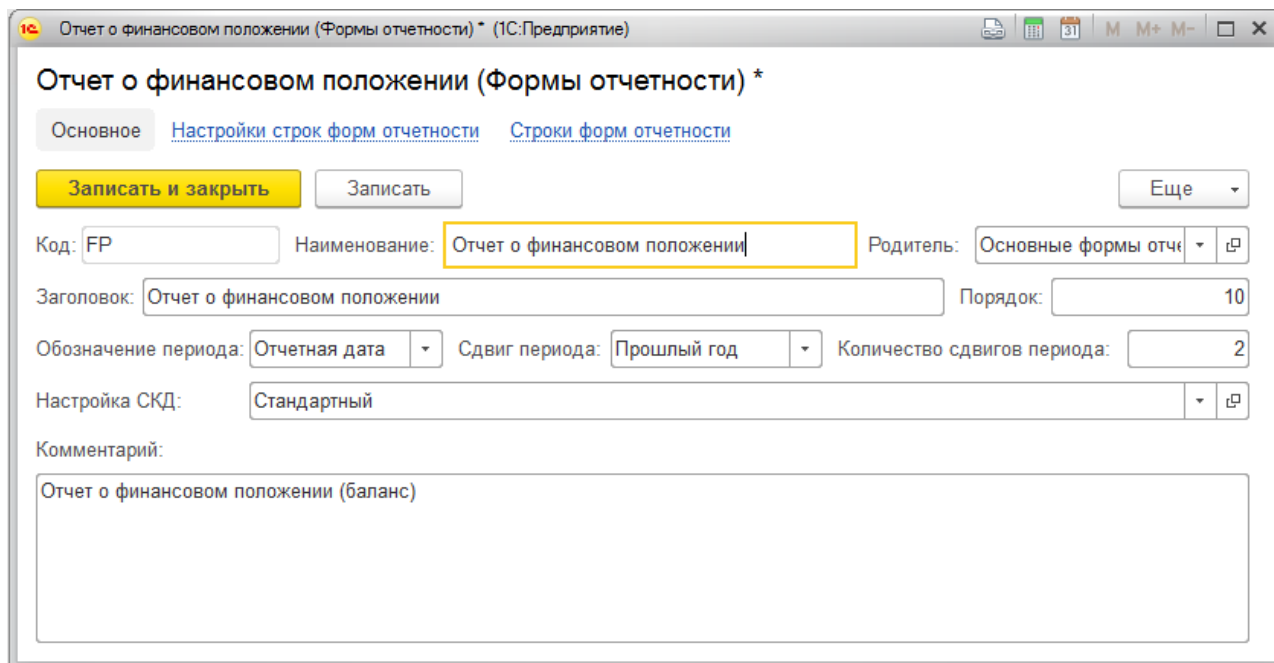 1С Отчет о финансовом положении (Формы отчетности) * (1С:Предприятие) 31 M M+ M-
Отчет о финансовом положении (Формы отчетности) *
Основное Настройки строк форм отчетности Строки форм отчетности
Записать и закрыть Записать Еще
Код: FP Наименование: Отчет о финансовом положении Родитель: Основные формы отче
Заголовок: Отчет о финансовом положении Порядок: 10
Обозначение периода: Отчетная дата Сдвиг периода: Прошлый год Количество сдвигов периода: 2
Настройка СКД: Стандартный
Комментарий:
Отчет о финансовом положении (баланс)